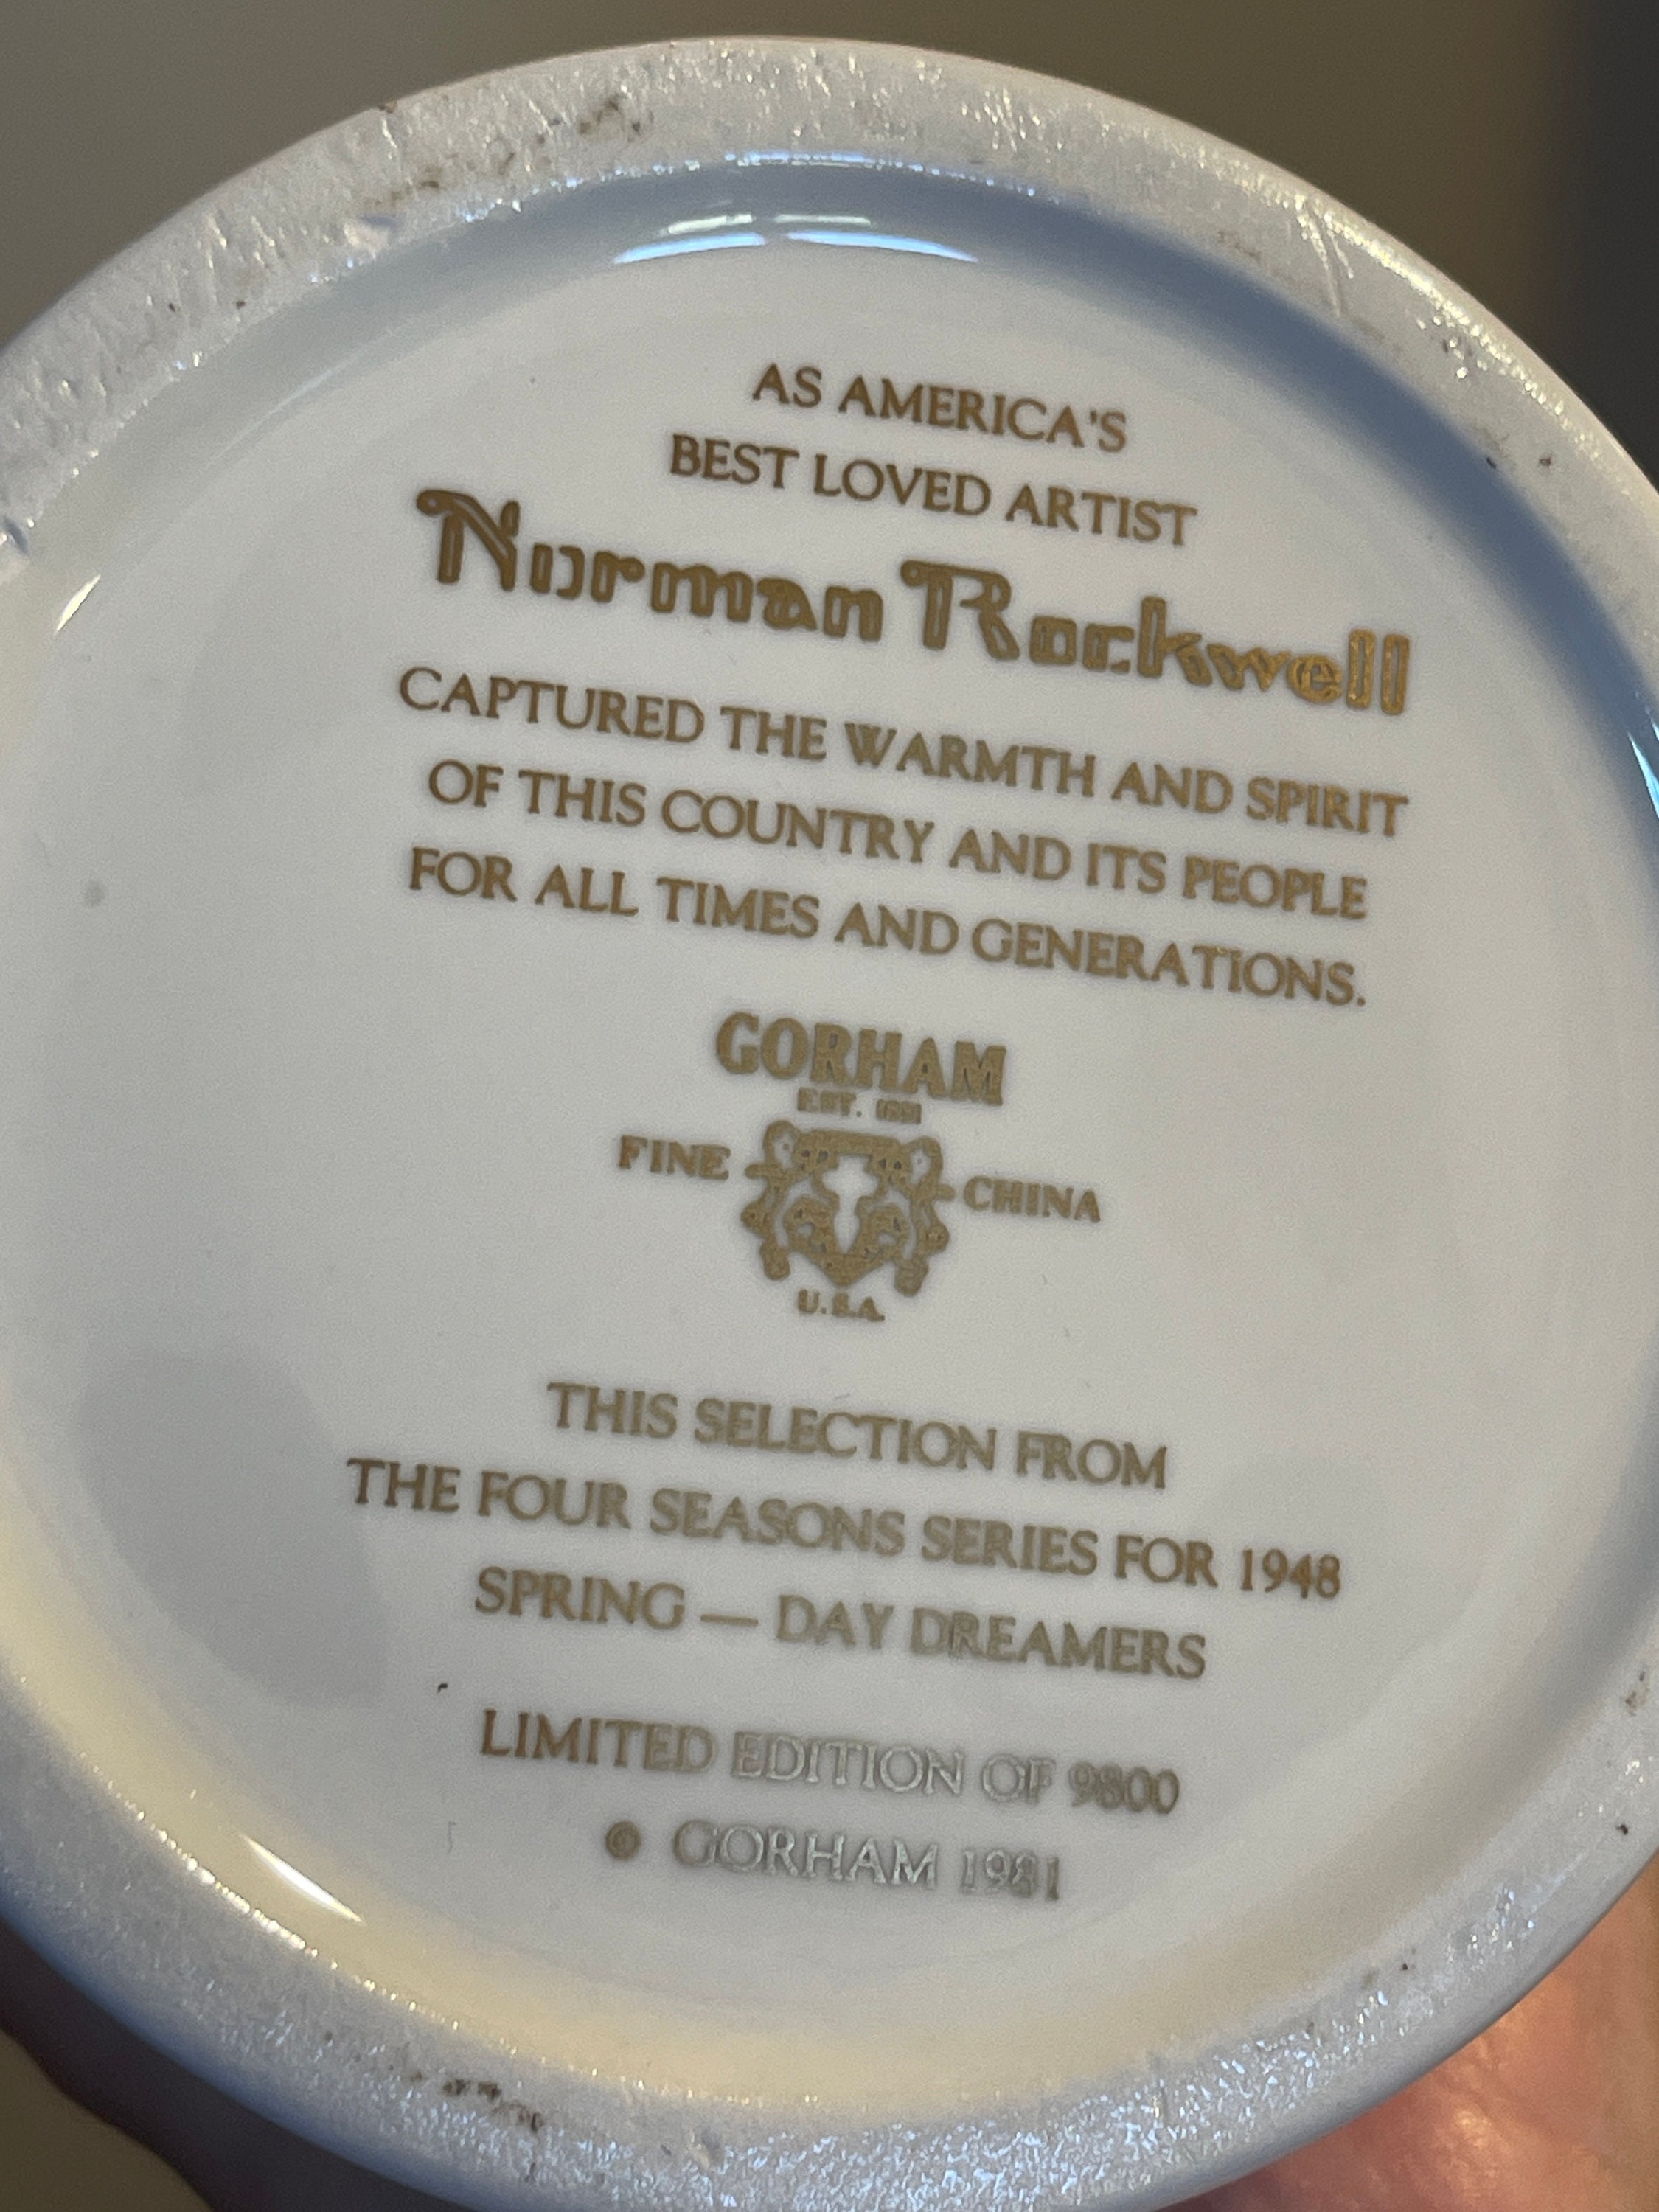 AS AMERICA'S
BEST LOVED ARTIST
Norman Rockwell
CAPTURED THE WARMTH AND SPIRIT
OF THIS COUNTRY AND ITS PEOPLE
FOR ALL TIMES AND GENERATIONS.
GORHAM
EST. 1831
FINE CHINA
U.S.A.
THIS SELECTION FROM
THE FOUR SEASONS SERIES FOR 1948
SPRING — DAY DREAMERS
LIMITED EDITION OF 9800
© GORHAM 1981